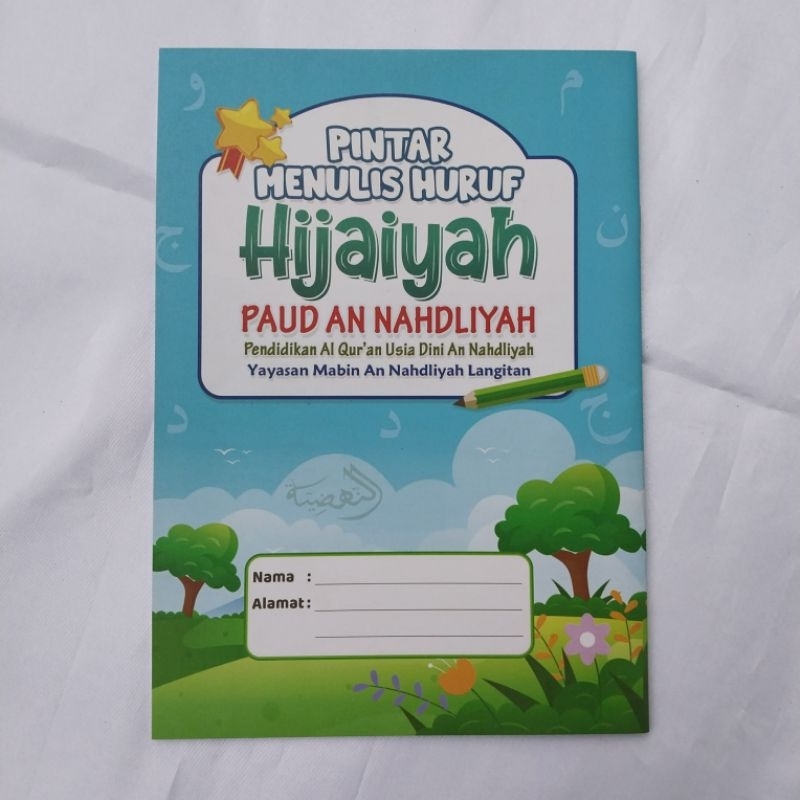 و
م
PINTAR
MENULIS HURUF
Hijaiyah
ن
ج
PAUD AN NAHDLIYAH
Pendidikan Al Qur'an Usia Dini An Nahdliyah
Yayasan Mabin An Nahdliyah Langitan
د
د
ج
Nama :
Alamat: